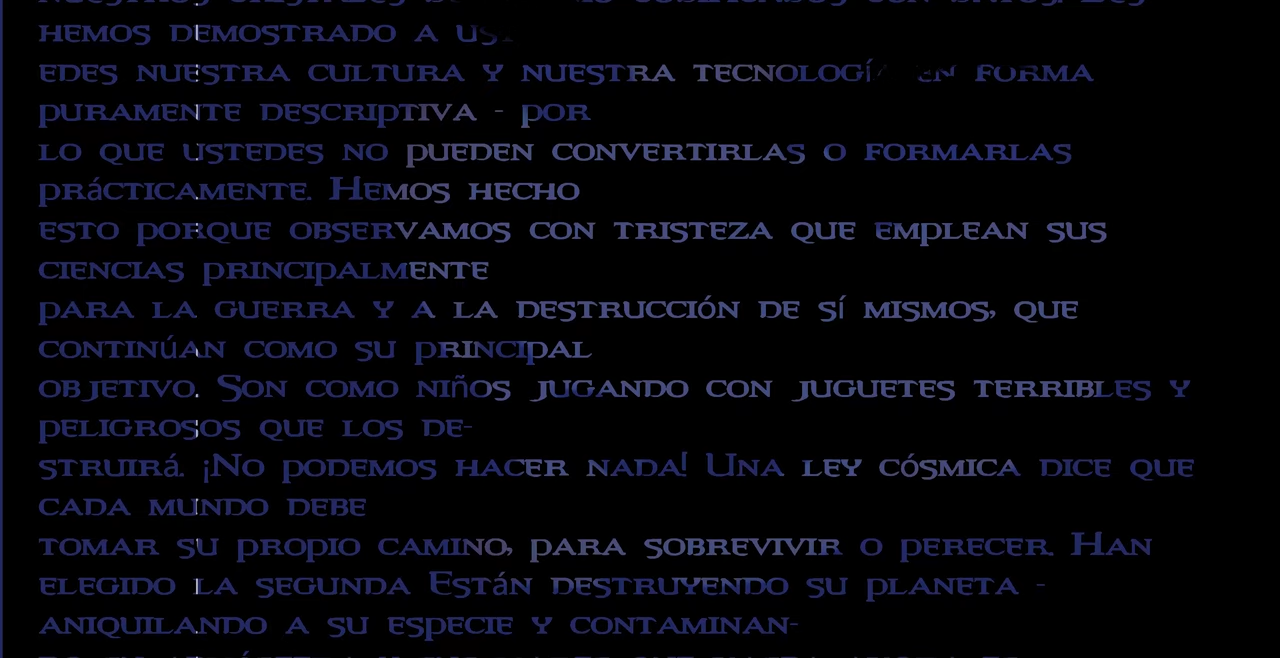 HEMOS DEMOSTRADO A US
EDES NUESTRA CULTURA Y NUESTRA TECNOLOGÍA EN FORMA
PURAMENTE DESCRIPTIVA - POR
LO QUE USTEDES NO PUEDEN CONVERTIRLAS O FORMARLAS
PRÁCTICAMENTE. HEMOS HECHO
ESTO PORQUE OBSERVAMOS CON TRISTEZA QUE EMPLEAN SUS
CIENCIAS PRINCIPALMENTE
PARA LA GUERRA Y A LA DESTRUCCIÓN DE SÍ MISMOS, QUE
CONTINÚAN COMO SU PRINCIPAL
OBJETIVO. SON COMO NIÑOS JUGANDO CON JUGUETES TERRIBLES Y
PELIGROSOS QUE LOS DE-
STRUIRÁ. ¡NO PODEMOS HACER NADA! UNA LEY CÓSMICA DICE QUE
CADA MUNDO DEBE
TOMAR SU PROPIO CAMINO, PARA SOBREVIVIR O PERECER. HAN
ELEGIDO LA SEGUNDA ESTÁN DESTRUYENDO SU PLANETA -
ANIQUILANDO A SU ESPECIE Y CONTAMINAN-